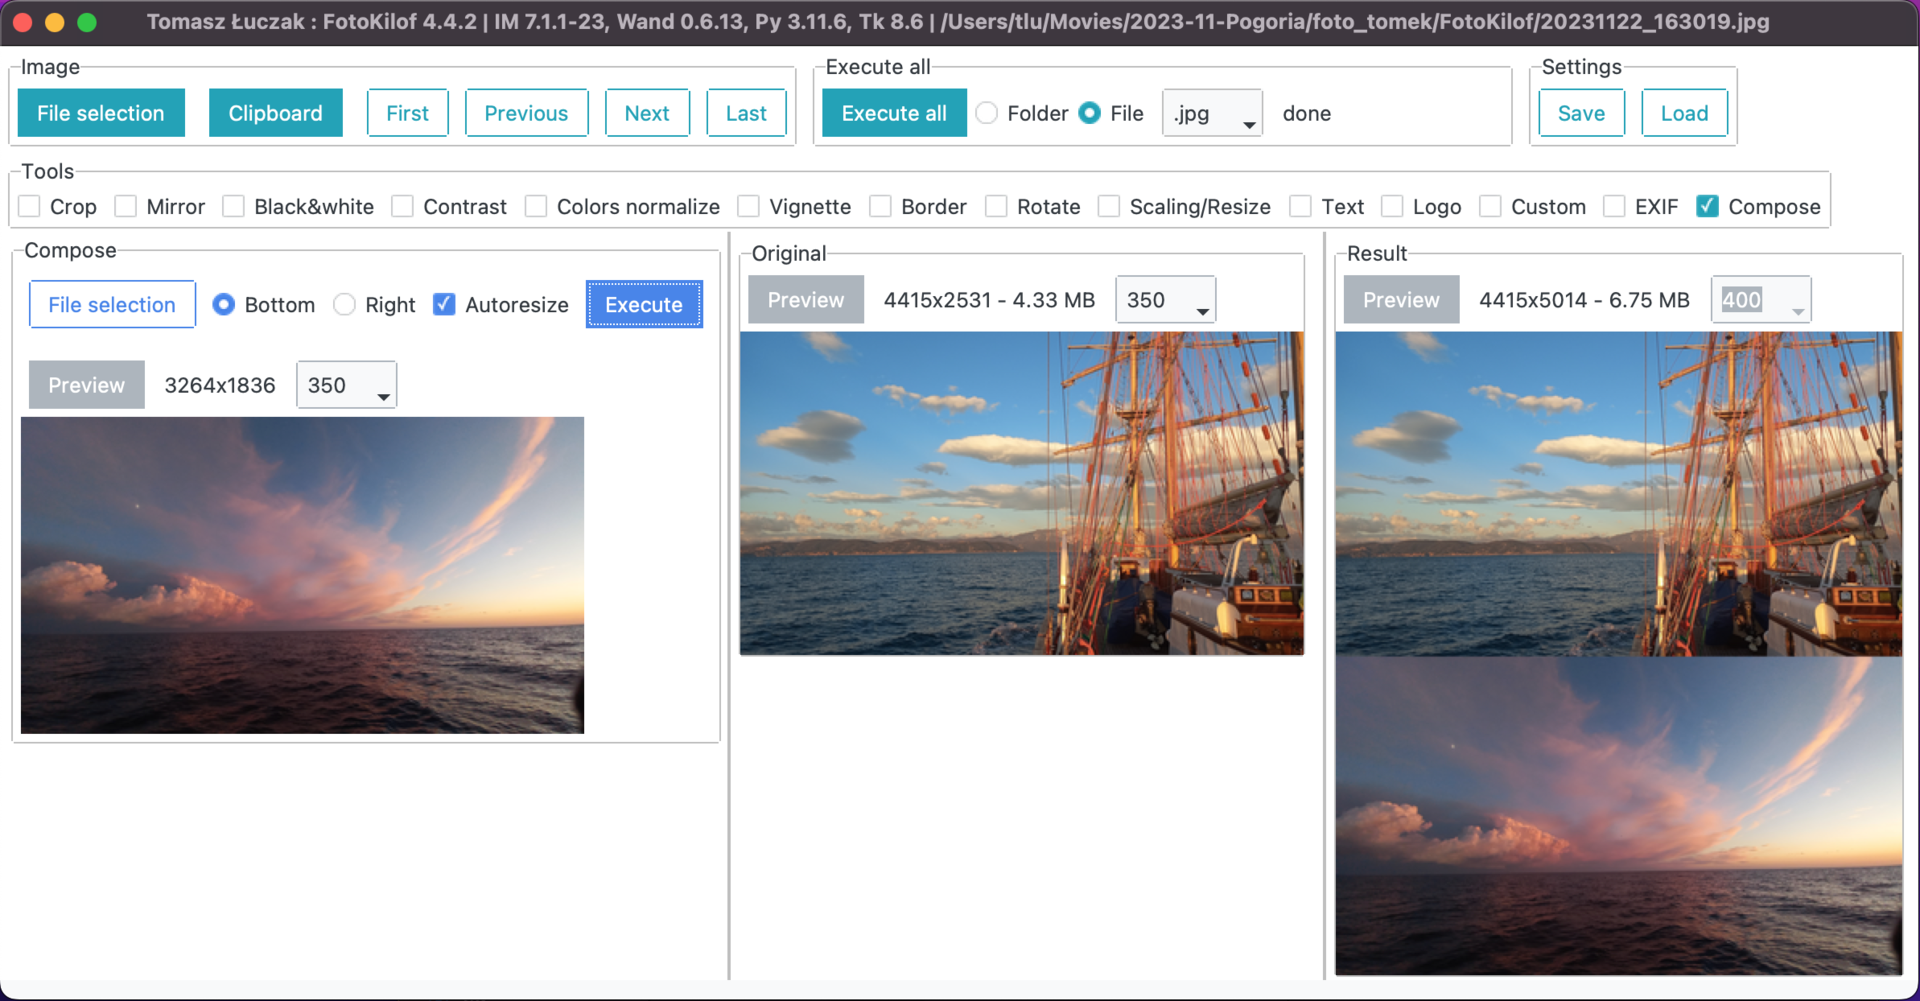 Tomasz Łuczak : FotoKilof 4.4.2 | IM 7.1.1-23, Wand 0.6.13, Py 3.11.6, Tk 8.6 | /Users/tlu/Movies/2023-11-Pogoria/foto_tomek/FotoKilof/20231122_163019.jpg
Image
File selection Clipboard First Previous Next Last
Execute all
Execute all Folder File .jpg done
Settings
Save Load
Tools
Crop Mirror Black&white Contrast Colors normalize Vignette Border Rotate Scaling/Resize Text Logo Custom EXIF Compose
Compose
File selection Bottom Right Autoresize Execute
Preview 3264x1836 350
Original
Preview 4415x2531 - 4.33 MB 350
Result
Preview 4415x5014 - 6.75 MB 400